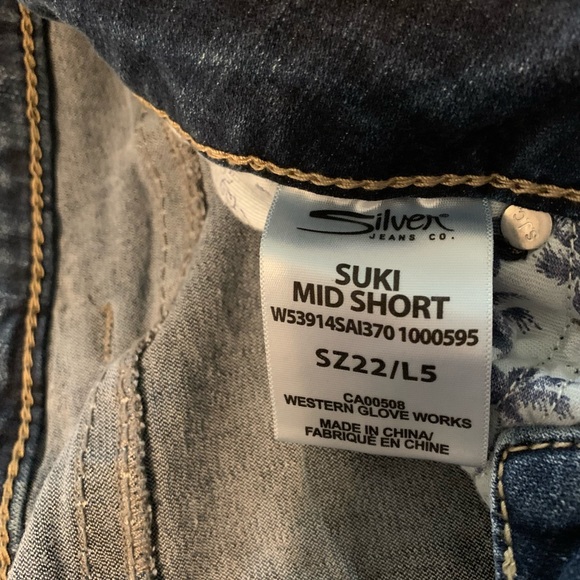 Silver
JEANS CO.
SUKI
MID SHORT
W53914SAI370 1000595
SZ22/L5
CA00508
WESTERN GLOVE WORKS
MADE IN CHINA/
FABRIQUÉ EN CHINE
SJC